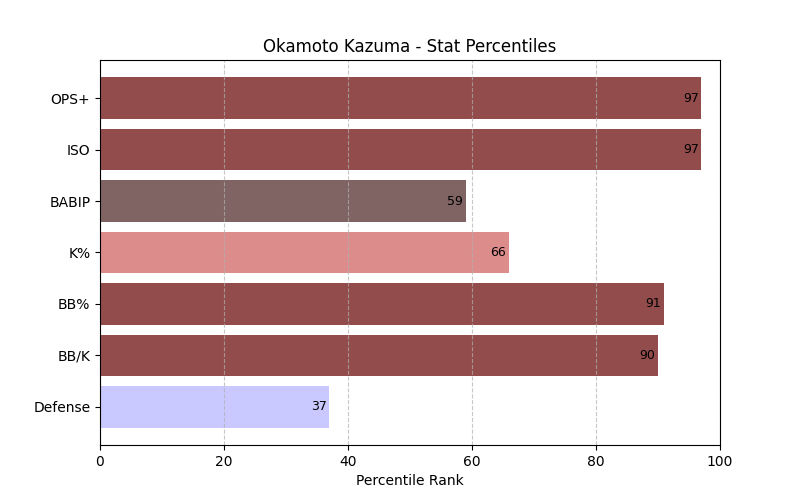 Okamoto Kazuma - Stat Percentiles
OPS+ 97
ISO 97
BABIP 59
K% 66
BB% 91
BB/K 90
Defense 37
0 20 40 60 80 100
Percentile Rank